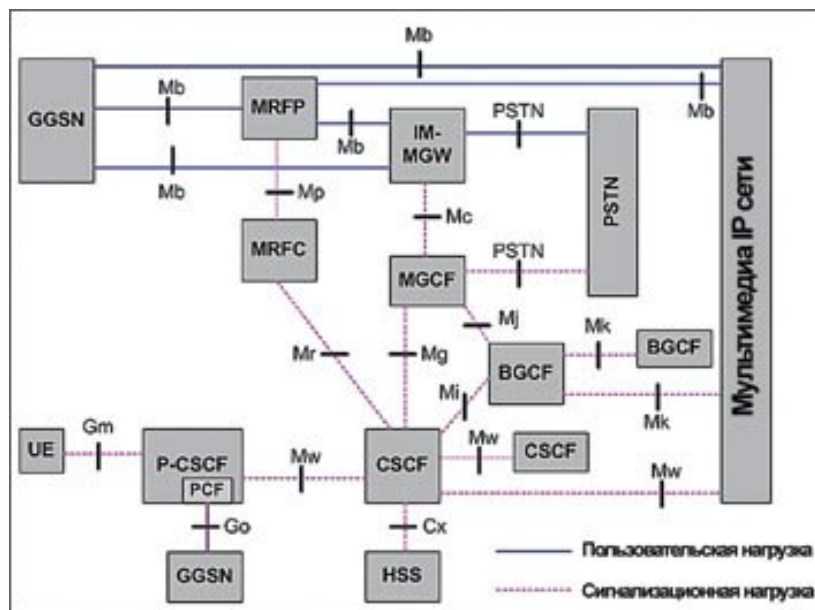 Mb
GGSN
Mb
MRFP
Mb
IM-
MGW
PSTN
Mb
Mb
Mp
Mc
PSTN
MRFC
MGCF
PSTN
Мультимедиа IP сети
Mj
Mr
Mg
BGCF
Mk
BGCF
Mi
Mk
UE
Gm
P-CSCF
PCF
Mw
CSCF
Mw
CSCF
Mw
Go
Cx
GGSN
HSS
Пользовательская нагрузка
Сигнализационная нагрузка